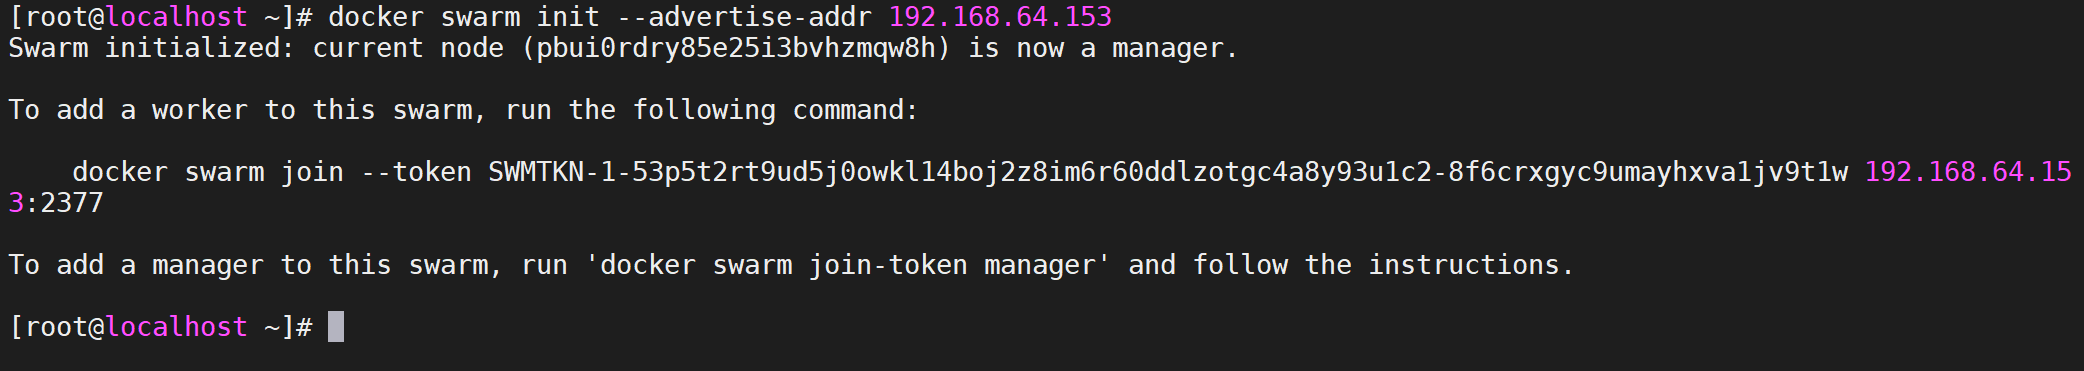 [root@localhost ~]# docker swarm init --advertise-addr 192.168.64.153
Swarm initialized: current node (pbui0rdry85e25i3bvhzmqw8h) is now a manager.
To add a worker to this swarm, run the following command:
docker swarm join --token SWMTKN-1-53p5t2rt9ud5j0owkl14boj2z8im6r60ddlzotgc4a8y93u1c2-8f6crxgyc9umayhxva1jv9t1w 192.168.64.15
3:2377
To add a manager to this swarm, run 'docker swarm join-token manager' and follow the instructions.
[root@localhost ~]#